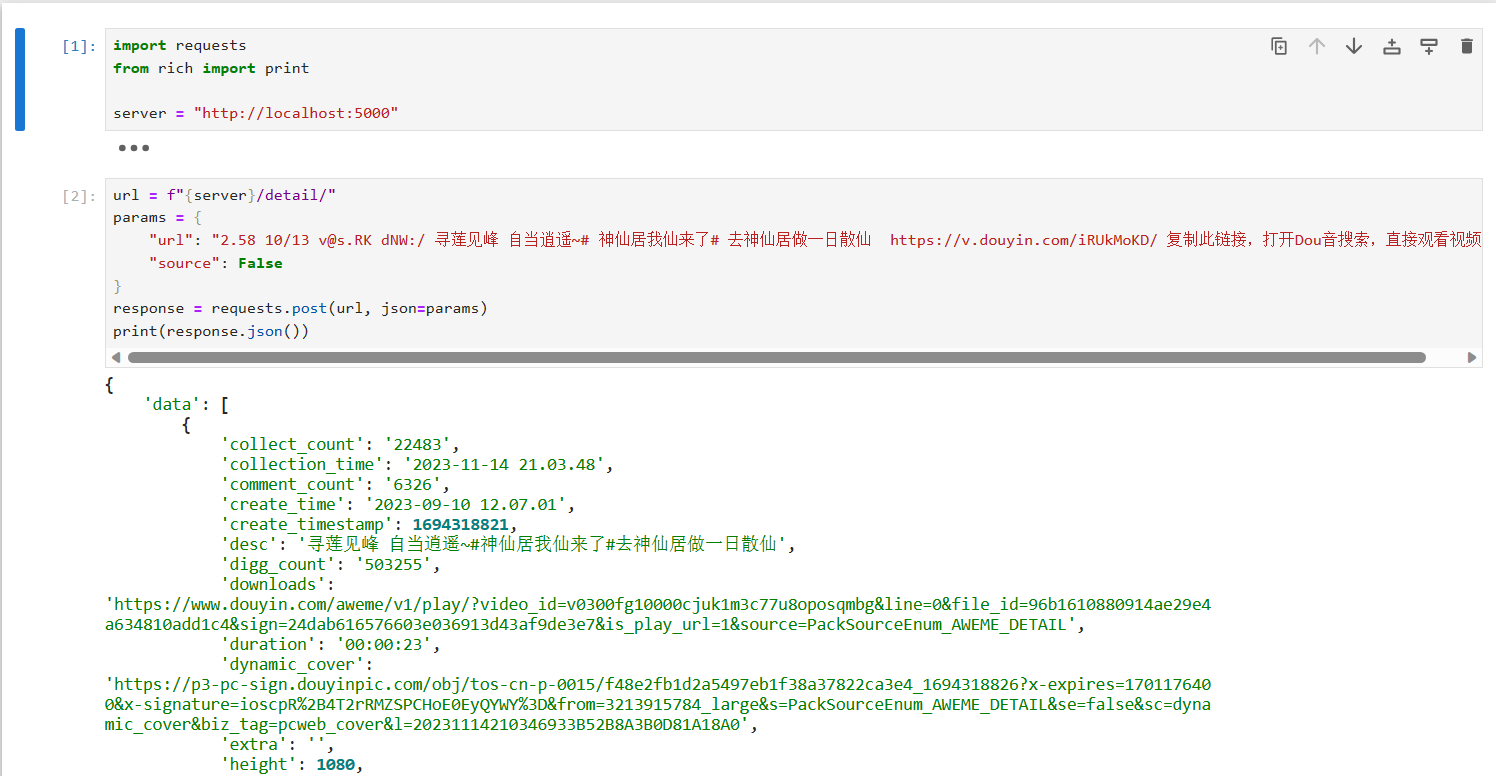 [1]:
import requests
from rich import print
server = "http://localhost:5000"
[2]:
url = f"{server}/detail/"
params = {
"url": "2.58 10/13 v@s.RK dNW:/ 寻莲见峰 自当逍遥~# 神仙居我仙来了# 去神仙居做一日散仙  https://v.douyin.com/iRUkMoKD/ 复制此链接，打开Dou音搜索，直接观看视频
"source": False
}
response = requests.post(url, json=params)
print(response.json())
{
'data': [
{
'collect_count': '22483',
'collection_time': '2023-11-14 21.03.48',
'comment_count': '6326',
'create_time': '2023-09-10 12.07.01',
'create_timestamp': 1694318821,
'desc': '寻莲见峰 自当逍遥~#神仙居我仙来了#去神仙居做一日散仙',
'digg_count': '503255',
'downloads':
'https://www.douyin.com/aweme/v1/play/?video_id=v0300fg10000cjuk1m3c77u8oposqmbg&line=0&file_id=96b1610880914ae29e4
a634810add1c4&sign=24dab616576603e036913d43af9de3e7&is_play_url=1&source=PackSourceEnum_AWEME_DETAIL',
'duration': '00:00:23',
'dynamic_cover':
'https://p3-pc-sign.douyinpic.com/obj/tos-cn-p-0015/f48e2fb1d2a5497eb1f38a37822ca3e4_1694318826?x-expires=170117640
0&x-signature=ioscpR%2B4T2rRMZSPCHoE0EyQYWY%3D&from=3213915784_large&s=PackSourceEnum_AWEME_DETAIL&se=false&sc=dyna
mic_cover&biz_tag=pcweb_cover&l=20231114210346933B52B8A3B0D81A18A0',
'extra': '',
'height': 1080,